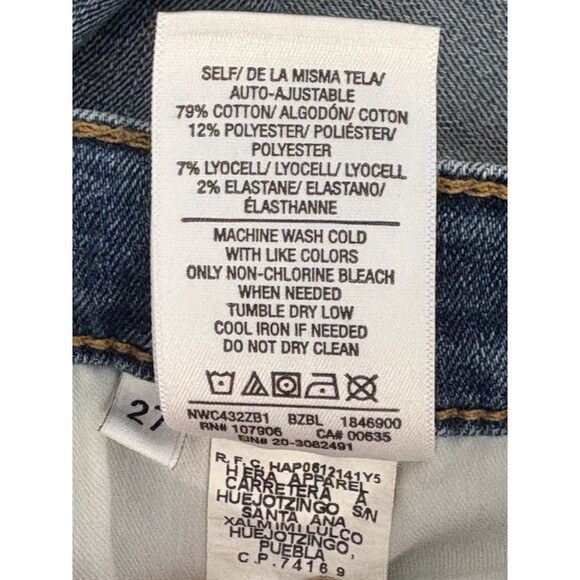 SELF/ DE LA MISMA TELA/
AUTO-AJUSTABLE
79% COTTON/ ALGODÓN/ COTON
12% POLYESTER/ POLIÉSTER/
POLYESTER
7% LYOCELL/ LYOCELL/ LYOCELL
2% ELASTANE/ ELASTANO/
ÉLASTHANNE
MACHINE WASH COLD
WITH LIKE COLORS
ONLY NON-CHLORINE BLEACH
WHEN NEEDED
TUMBLE DRY LOW
COOL IRON IF NEEDED
DO NOT DRY CLEAN
NWC432ZB1 BZBL 1846900
RN# 107906 CA# 00635
EIN# 20-3082491
27
R.F.C. HAP0612141Y5
HERA APPAREL
CARRETERA A
HUEJOTZINGO S/N
SANTA ANA
XALMIMILULCO
HUEJOTZINGO,
PUEBLA
C.P. 74169